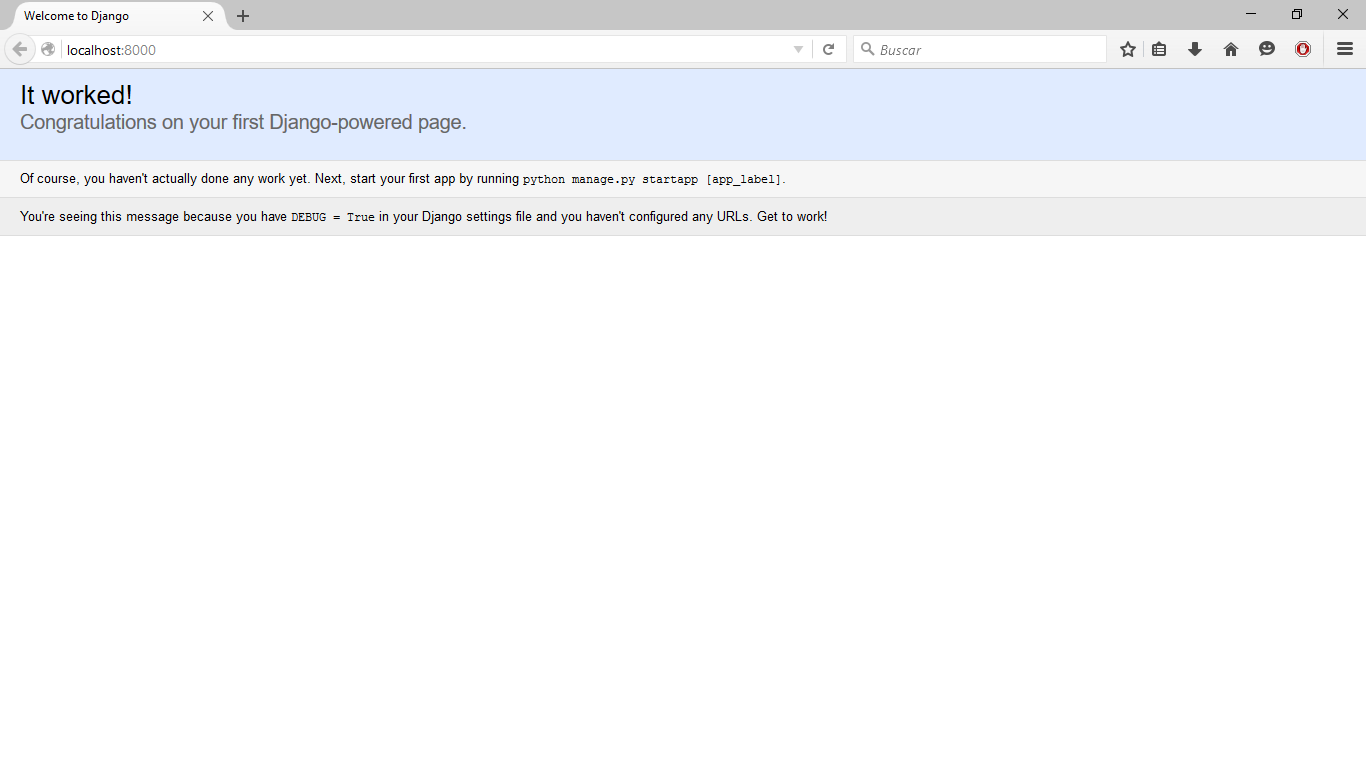 Welcome to Django
localhost:8000
Buscar
It worked!
Congratulations on your first Django-powered page.
Of course, you haven't actually done any work yet. Next, start your first app by running python manage.py startapp [app_label].
You're seeing this message because you have DEBUG = True in your Django settings file and you haven't configured any URLs. Get to work!